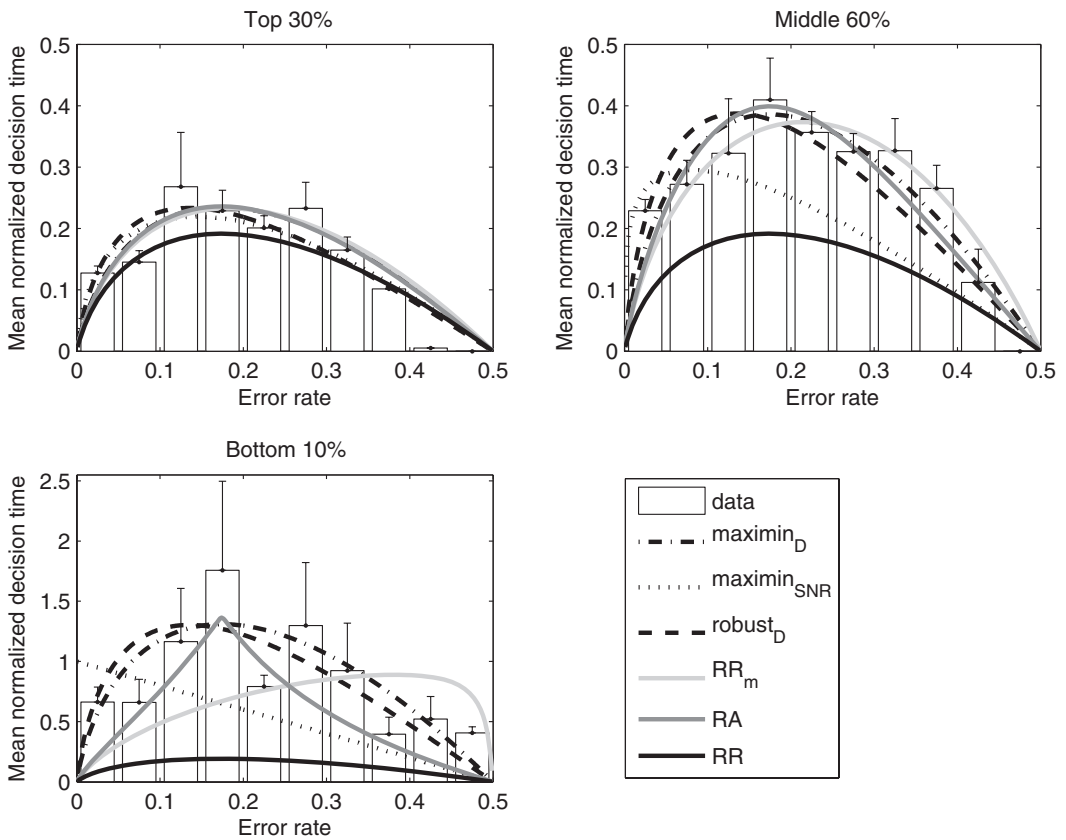 Top 30%
Mean normalized decision time
0.5
0.4
0.3
0.2
0.1
0
0 0.1 0.2 0.3 0.4 0.5
Error rate
Middle 60%
Mean normalized decision time
0.5
0.4
0.3
0.2
0.1
0
0 0.1 0.2 0.3 0.4 0.5
Error rate
Bottom 10%
Mean normalized decision time
2.5
2
1.5
1
0.5
0
0 0.1 0.2 0.3 0.4 0.5
Error rate
data
maximin_D
maximin_SNR
robust_D
RR_m
RA
RR